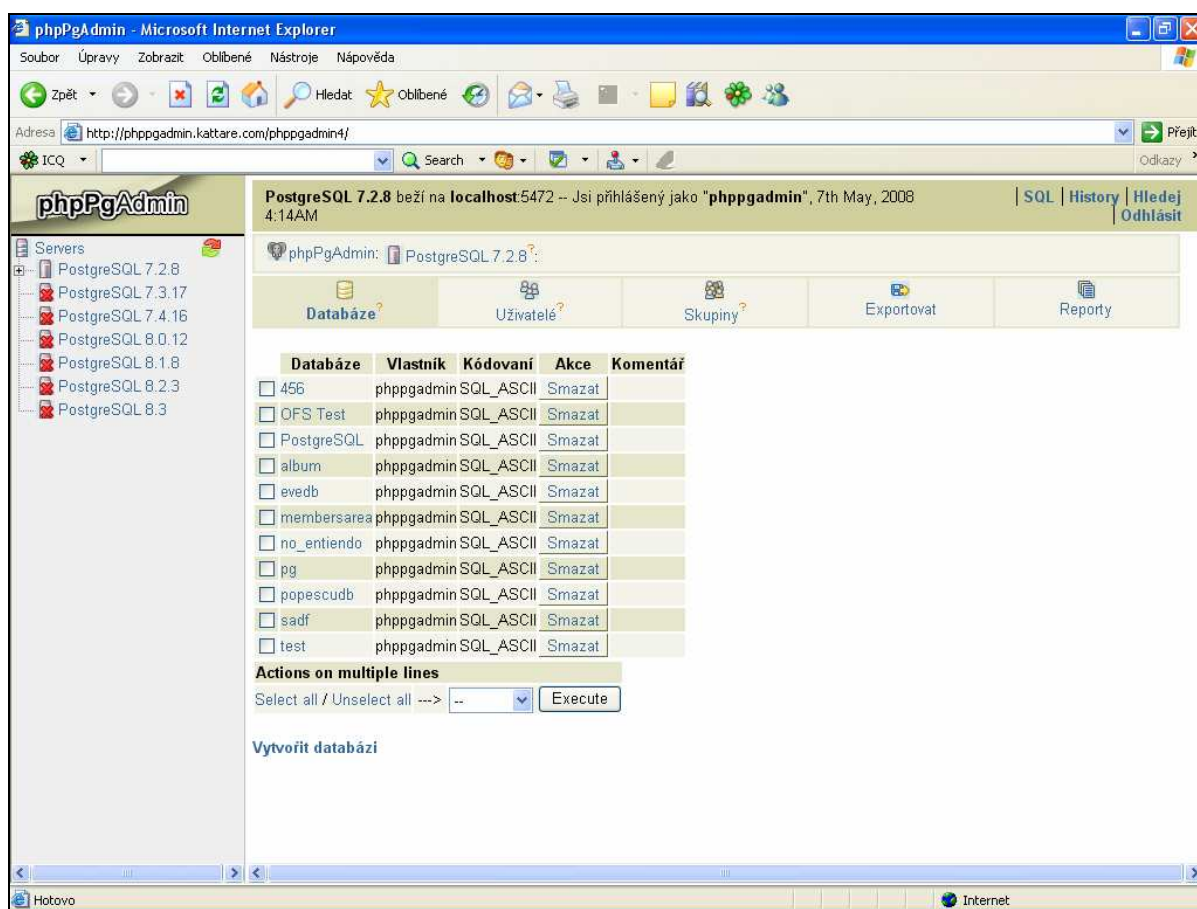 phpPgAdmin - Microsoft Internet Explorer
Soubor Úpravy Zobrazit Oblíbené Nástroje Nápověda
Zpět Hledat Oblíbené
Adresa http://phppgadmin.kattare.com/phppgadmin4/ Přejít
ICQ Search Odkazy
phpPgAdmin
Servers
PostgreSQL 7.2.8
PostgreSQL 7.3.17
PostgreSQL 7.4.16
PostgreSQL 8.0.12
PostgreSQL 8.1.8
PostgreSQL 8.2.3
PostgreSQL 8.3
PostgreSQL 7.2.8 beží na localhost:5472 -- Jsi přihlášený jako "phppgadmin", 7th May, 2008
4:14AM
SQL | History | Hledej
Odhlásit
phpPgAdmin: PostgreSQL 7.2.8?:
Databáze? Uživatelé? Skupiny? Exportovat Reporty
Databáze Vlastník Kódovaní Akce Komentář
456 phppgadmin SQL_ASCII Smazat
OFS Test phppgadmin SQL_ASCII Smazat
PostgreSQL phppgadmin SQL_ASCII Smazat
album phppgadmin SQL_ASCII Smazat
evedb phppgadmin SQL_ASCII Smazat
membersarea phppgadmin SQL_ASCII Smazat
no_entiendo phppgadmin SQL_ASCII Smazat
pg phppgadmin SQL_ASCII Smazat
popescudb phppgadmin SQL_ASCII Smazat
sadf phppgadmin SQL_ASCII Smazat
test phppgadmin SQL_ASCII Smazat
Actions on multiple lines
Select all / Unselect all ---> -- Execute
Vytvořit databázi
Hotovo Internet